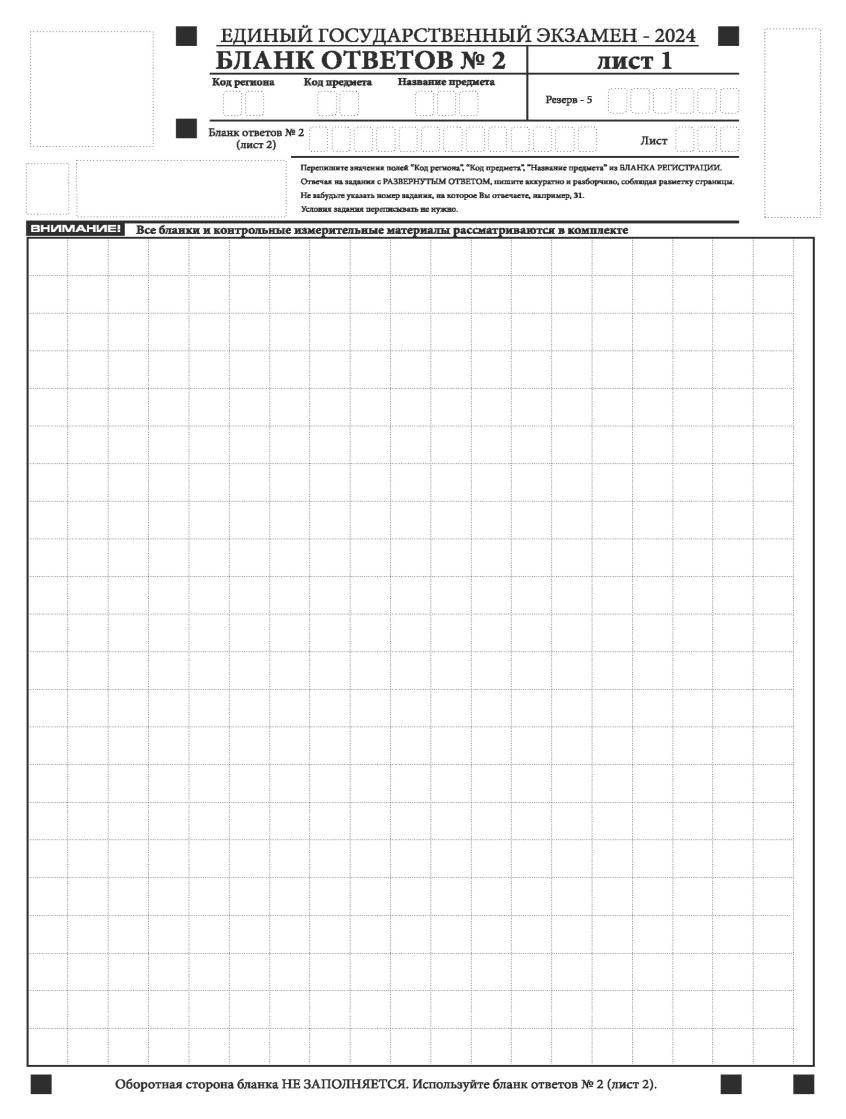 ЕДИНЫЙ ГОСУДАРСТВЕННЫЙ ЭКЗАМЕН - 2024
БЛАНК ОТВЕТОВ № 2 лист 1
Код региона Код предмета Название предмета
Резерв - 5
Бланк ответов № 2
(лист 2)
Лист
Перепишите значения полей "Код региона", "Код предмета", "Название предмета" из БЛАНКА РЕГИСТРАЦИИ.
Отвечая на задания с РАЗВЕРНУТЫМ ОТВЕТОМ, пишите аккуратно и разборчиво, соблюдая разметку страницы.
Не забудьте указать номер задания, на которое Вы отвечаете, например, 31.
Условия задания переписывать не нужно.
ВНИМАНИЕ! Все бланки и контрольные измерительные материалы рассматриваются в комплекте
Оборотная сторона бланка НЕ ЗАПОЛНЯЕТСЯ. Используйте бланк ответов № 2 (лист 2).